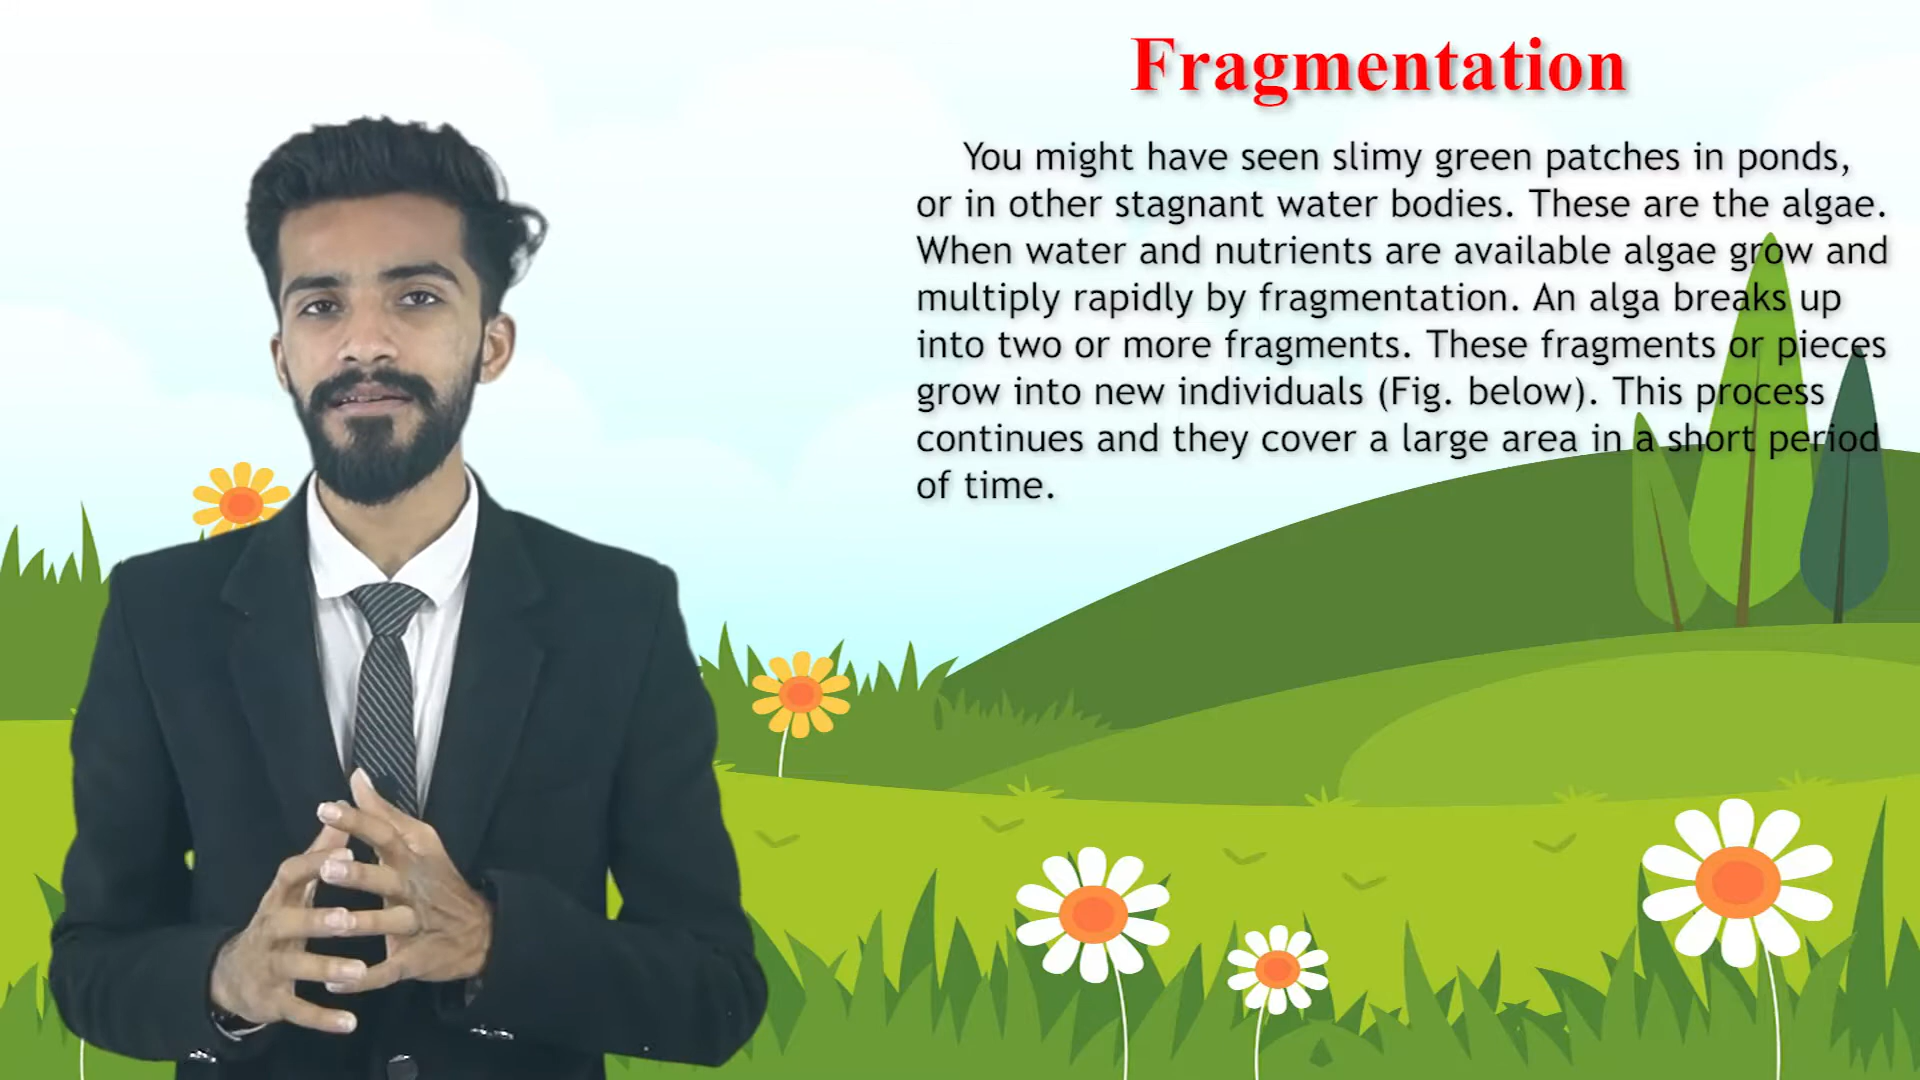 Fragmentation
You might have seen slimy green patches in ponds,
or in other stagnant water bodies. These are the algae.
When water and nutrients are available algae grow and
multiply rapidly by fragmentation. An alga breaks up
into two or more fragments. These fragments or pieces
grow into new individuals (Fig. below). This process
continues and they cover a large area in a short period
of time.